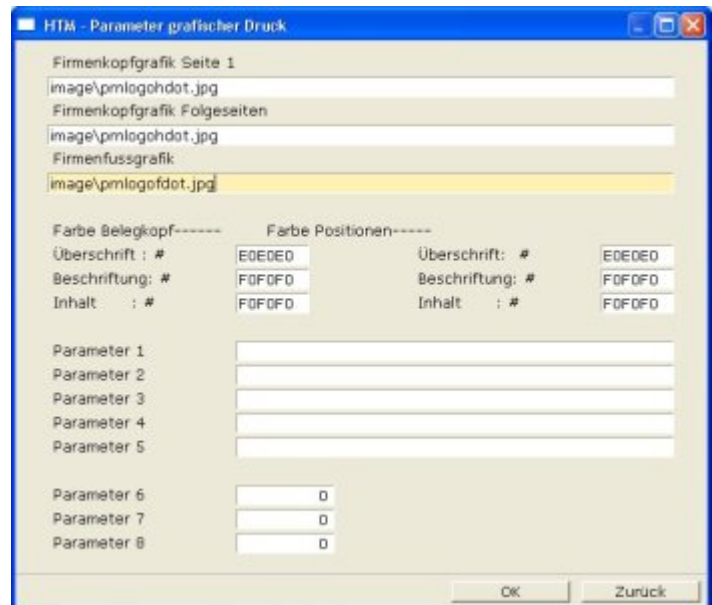 HTM - Parameter grafischer Druck
Firmenkopfgrafik Seite 1
image\pmlogohdot.jpg
Firmenkopfgrafik Folgeseiten
image\pmlogohdot.jpg
Firmenfussgrafik
image\pmlogofdot.jpg
Farbe Belegkopf------ Farbe Positionen-----
Überschrift : # E0E0E0 Überschrift: # E0E0E0
Beschriftung: # F0F0F0 Beschriftung: # F0F0F0
Inhalt : # F0F0F0 Inhalt : # F0F0F0
Parameter 1
Parameter 2
Parameter 3
Parameter 4
Parameter 5
Parameter 6 0
Parameter 7 0
Parameter 8 0
OK Zurück